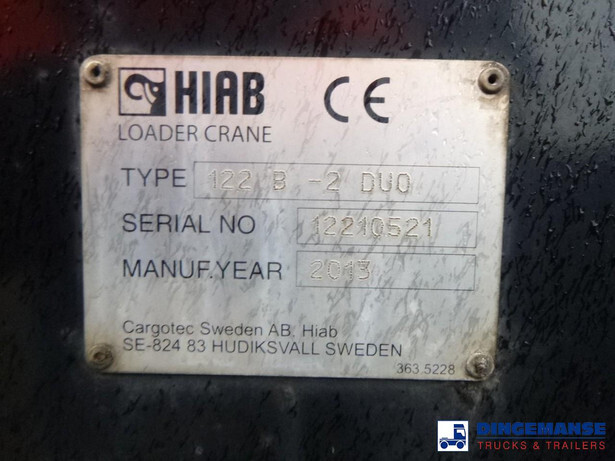 HIAB CE
LOADER CRANE
TYPE 122 B -2 DUO
SERIAL NO 12210521
MANUF.YEAR 2013
Cargotec Sweden AB, Hiab
SE-824 83 HUDIKSVALL SWEDEN
363 5228
DINGEMANSE
TRUCKS & TRAILERS